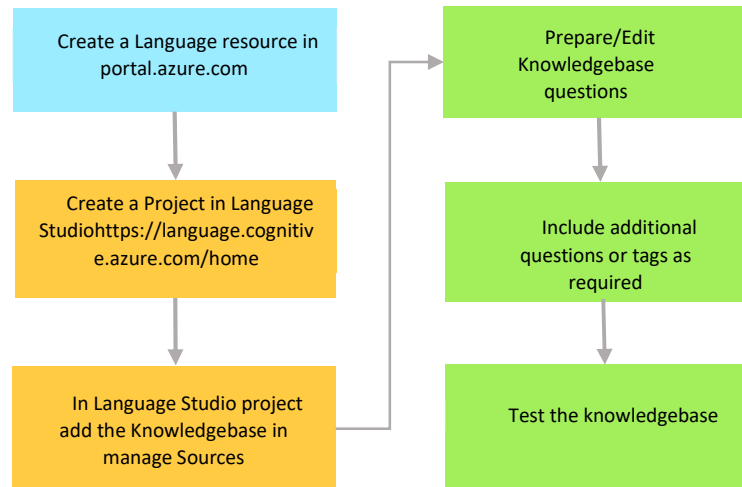 Create a Language resource in
portal.azure.com
Create a Project in Language
Studiohttps://language.cognitiv
e.azure.com/home
In Language Studio project
add the Knowledgebase in
manage Sources
Prepare/Edit
Knowledgebase
questions
Include additional
questions or tags as
required
Test the knowledgebase